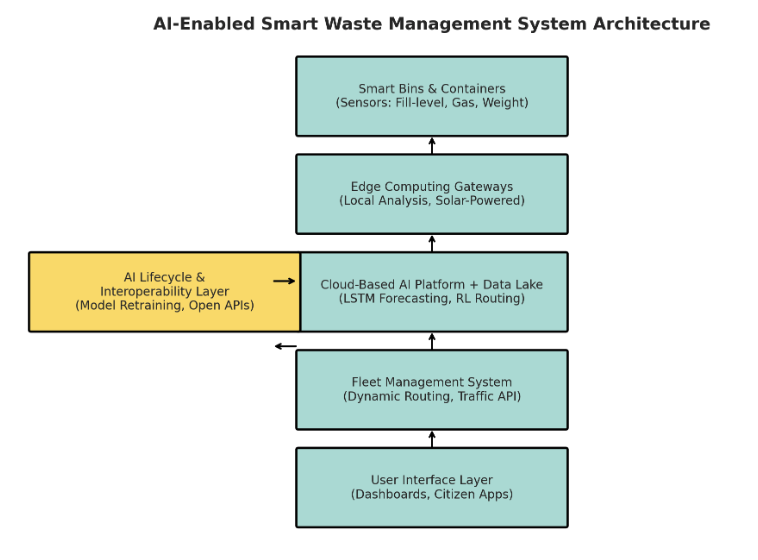 AI-Enabled Smart Waste Management System Architecture
Smart Bins & Containers
(Sensors: Fill-level, Gas, Weight)
Edge Computing Gateways
(Local Analysis, Solar-Powered)
AI Lifecycle &
Interoperability Layer
(Model Retraining, Open APIs)
Cloud-Based AI Platform + Data Lake
(LSTM Forecasting, RL Routing)
Fleet Management System
(Dynamic Routing, Traffic API)
User Interface Layer
(Dashboards, Citizen Apps)